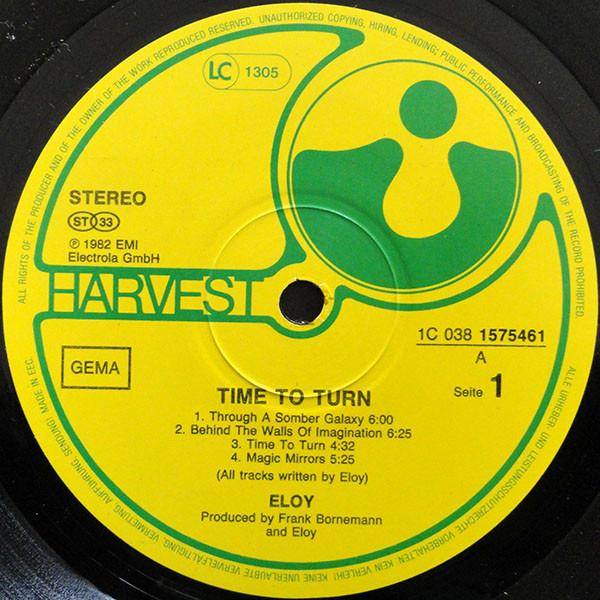 ALL RIGHTS OF THE PRODUCER AND OF THE OWNER OF THE WORK REPRODUCED RESERVED. UNAUTHORIZED COPYING, HIRING, LENDING; PUBLIC PERFORMANCE AND BROADCASTING OF THE RECORD PROHIBITED.
LC 1305
STEREO
ST 33
℗ 1982 EMI
Electrola GmbH
HARVEST
1C 038 1575461
A
Seite 1
GEMA
TIME TO TURN
1. Through A Somber Galaxy 6:00
2. Behind The Walls Of Imagination 6:25
3. Time To Turn 4:32
4. Magic Mirrors 5:25
(All tracks written by Eloy)
ELOY
Produced by Frank Bornemann
and Eloy
ALLE URHEBER- UND LEISTUNGSSCHUTZRECHTE VORBEHALTEN. KEIN VERLEIH! KEINE UNERLAUBTE VERVIELFÄLTIGUNG, VERMIETUNG, AUFFÜHRUNG, SENDUNG! MADE IN EEC.